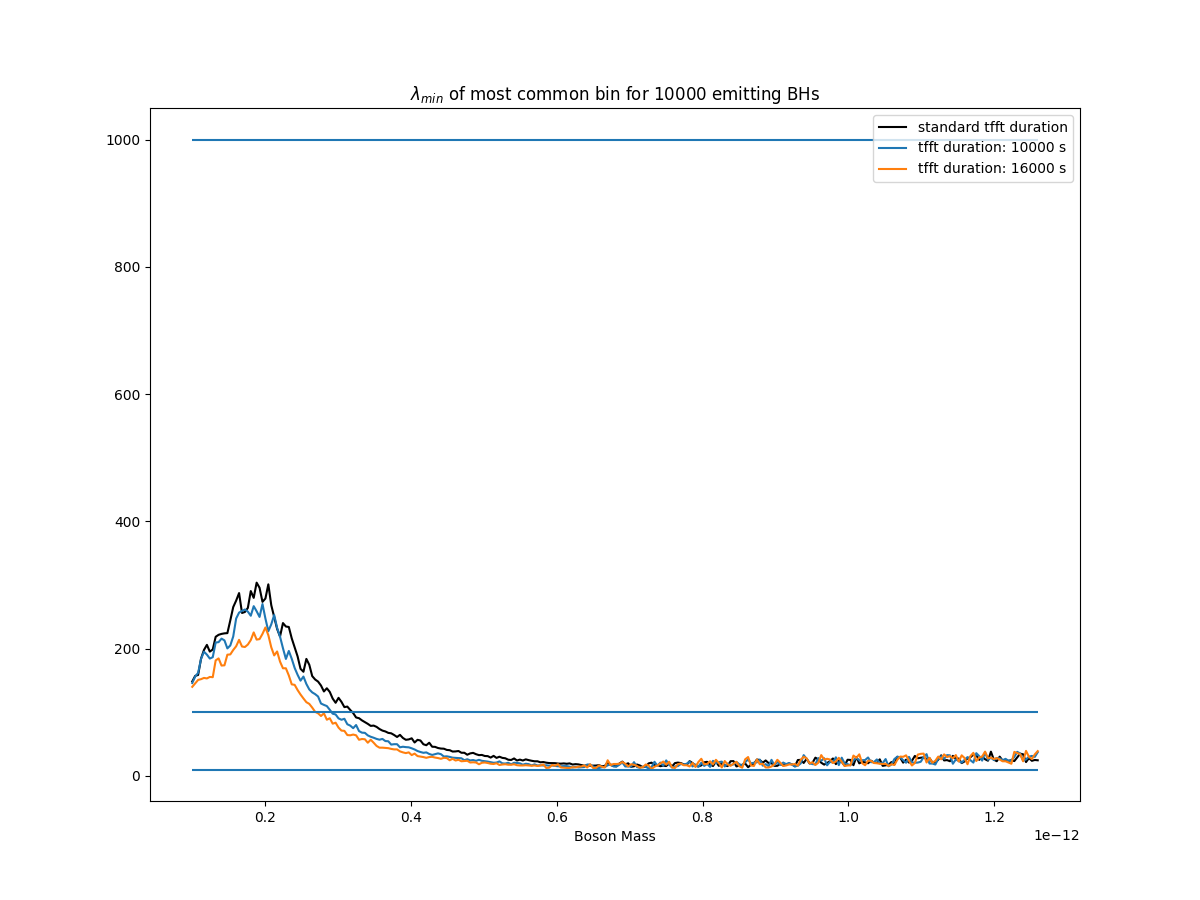 λmin of most common bin for 10000 emitting BHs
standard tfft duration
tfft duration: 10000 s
tfft duration: 16000 s
1000
800
600
400
200
0
0.2 0.4 0.6 0.8 1.0 1.2
1e−12
Boson Mass